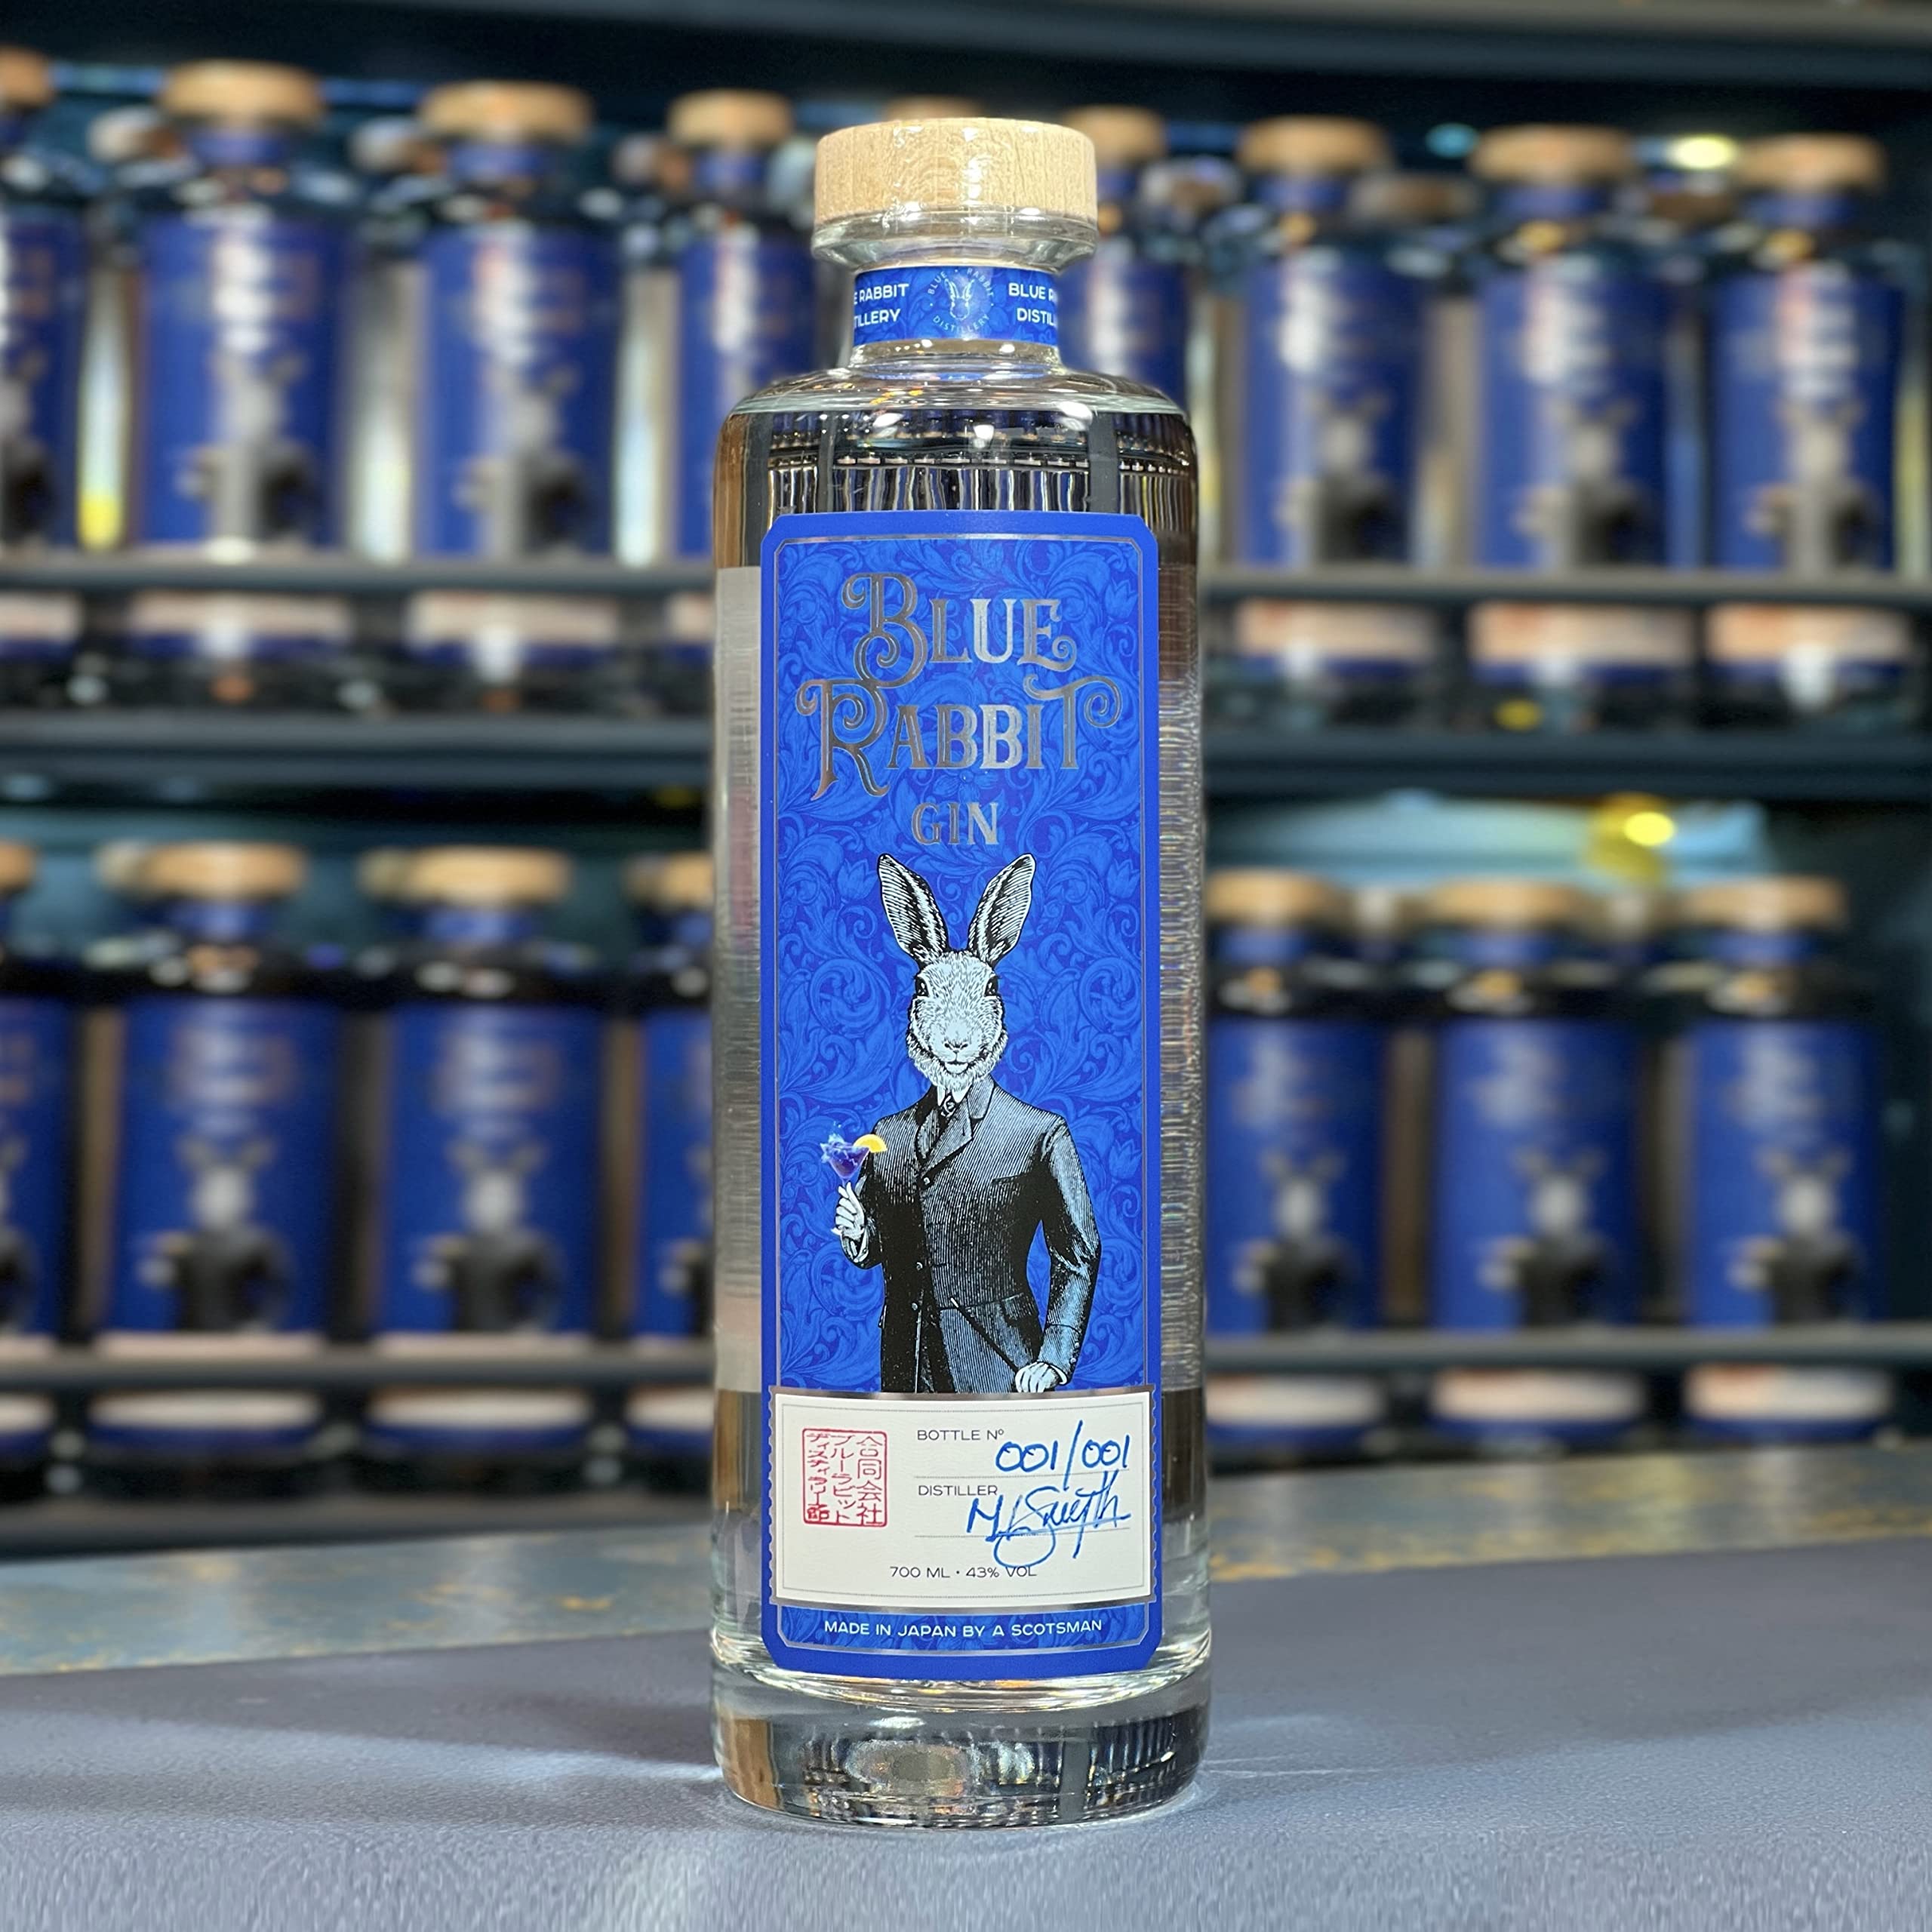 E RABBIT
TILLERY
BLUE • RABBIT
DISTILLERY
BLUE R
DISTIL
BLUE
RABBIT
GIN
合同会社
ブルーラビット
ディスティラリー
BOTTLE Nº
001/001
DISTILLER
700 ML • 43% VOL
MADE IN JAPAN BY A SCOTSMAN